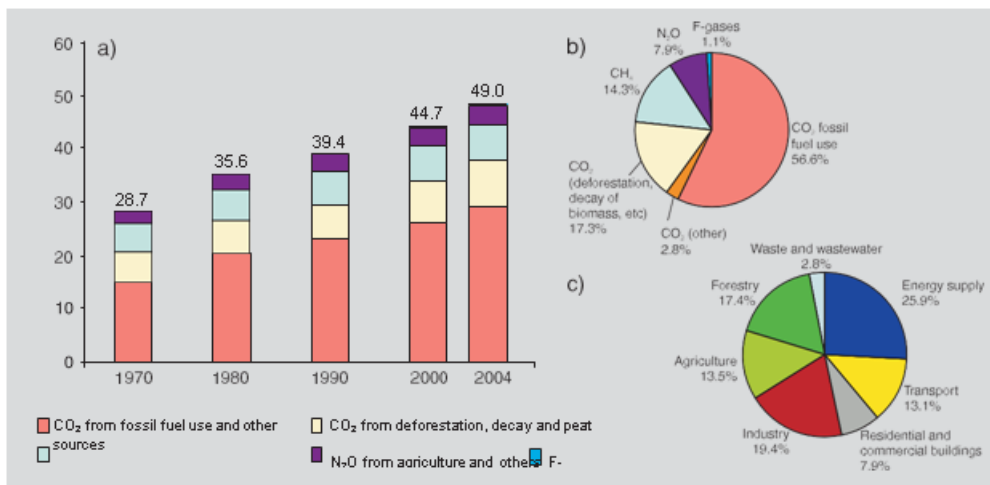 a)
60
50
40
30
20
10
0
28.7
35.6
39.4
44.7
49.0
1970
1980
1990
2000
2004
CO₂ from fossil fuel use and other
sources
CO₂ from deforestation, decay and peat
N₂O from agriculture and others
F-
b)
F-gases
1.1%
N₂O
7.9%
CH₄
14.3%
CO₂ fossil
fuel use
56.6%
CO₂
(deforestation,
decay of
biomass, etc)
17.3%
CO₂ (other)
2.8%
c)
Waste and wastewater
2.8%
Forestry
17.4%
Energy supply
25.9%
Agriculture
13.5%
Transport
13.1%
Industry
19.4%
Residential and
commercial buildings
7.9%